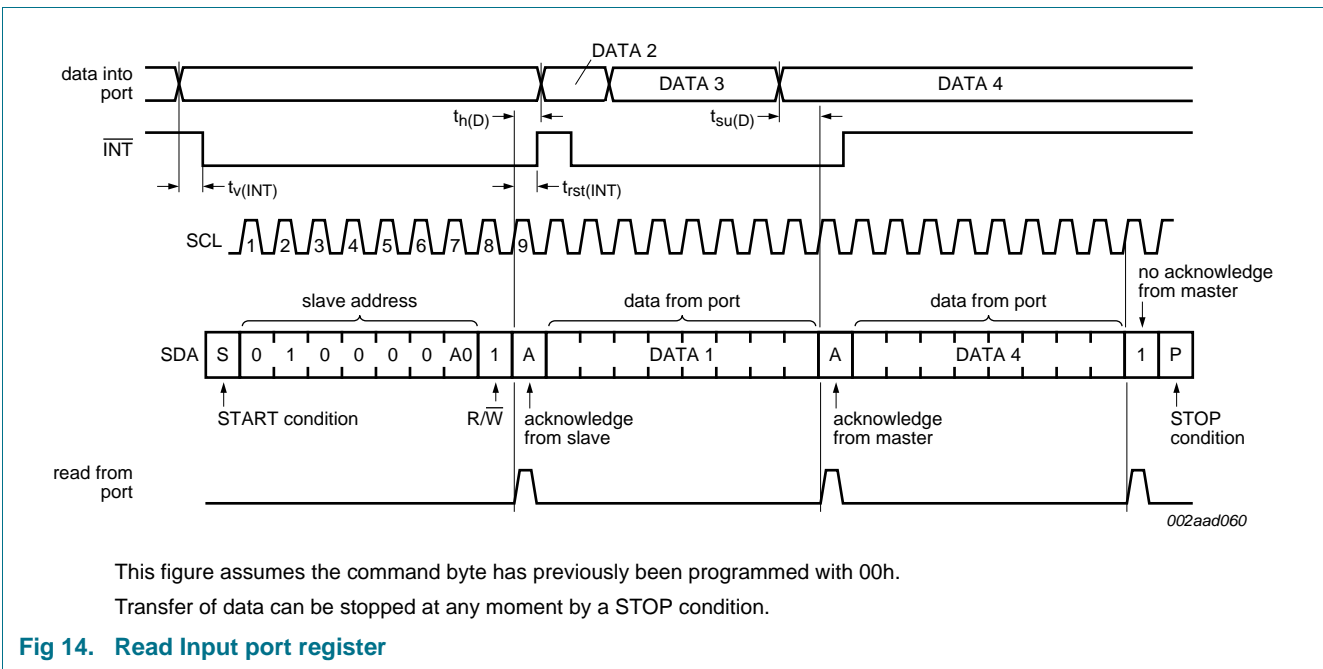 DATA 2
data into
port
DATA 3
DATA 4
th(D)
tsu(D)
INT
tv(INT)
trst(INT)
SCL
1 2 3 4 5 6 7 8 9
no acknowledge
from master
slave address
data from port
data from port
SDA S 0 1 0 0 0 0 A0 1 A DATA 1 A DATA 4 1 P
START condition
R/W
acknowledge
from slave
acknowledge
from master
STOP
condition
read from
port
002aad060
This figure assumes the command byte has previously been programmed with 00h.
Transfer of data can be stopped at any moment by a STOP condition.
Fig 14. Read Input port register